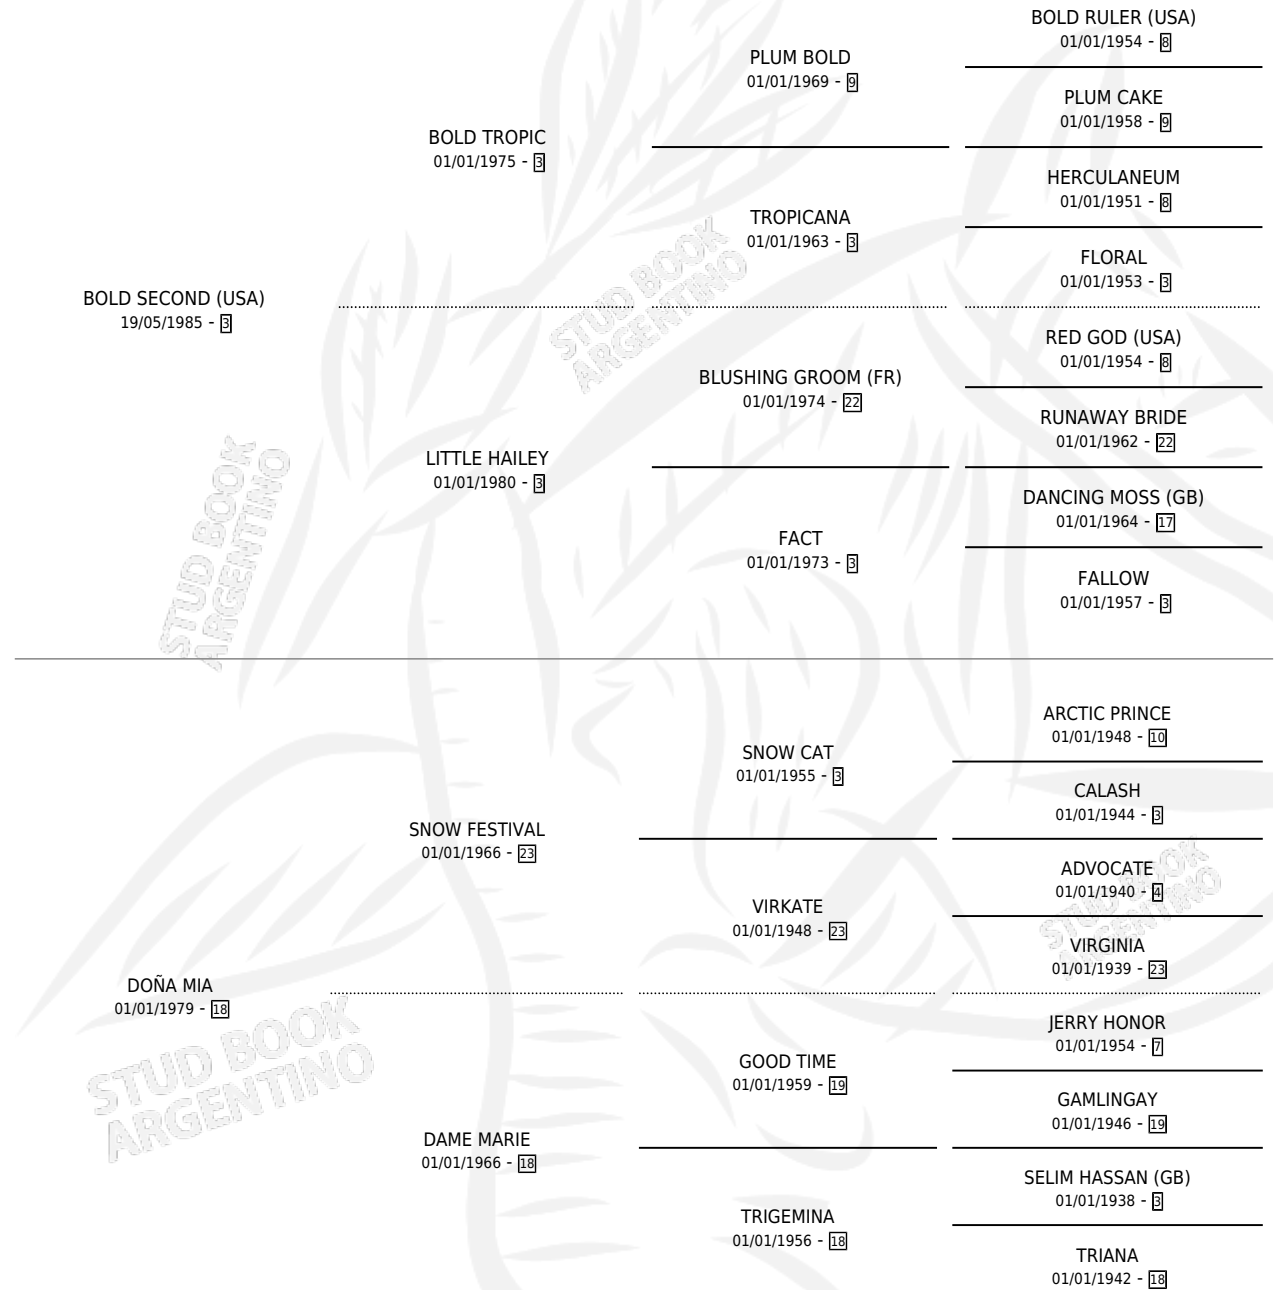 BOLD RULER (USA)
01/01/1954 - 8
PLUM BOLD
01/01/1969 - 9
PLUM CAKE
01/01/1958 - 9
BOLD TROPIC
01/01/1975 - 3
HERCULANEUM
01/01/1951 - 8
TROPICANA
01/01/1963 - 3
FLORAL
01/01/1953 - 3
BOLD SECOND (USA)
19/05/1985 - 3
RED GOD (USA)
01/01/1954 - 8
BLUSHING GROOM (FR)
01/01/1974 - 22
RUNAWAY BRIDE
01/01/1962 - 22
LITTLE HAILEY
01/01/1980 - 3
DANCING MOSS (GB)
01/01/1964 - 17
FACT
01/01/1973 - 3
FALLOW
01/01/1957 - 3
STUD BOOK
ARGENTINO
STUD BOOK
ARGENTINO
ARCTIC PRINCE
01/01/1948 - 10
SNOW CAT
01/01/1955 - 3
CALASH
01/01/1944 - 3
SNOW FESTIVAL
01/01/1966 - 23
ADVOCATE
01/01/1940 - 4
VIRKATE
01/01/1948 - 23
VIRGINIA
01/01/1939 - 23
DOÑA MIA
01/01/1979 - 18
JERRY HONOR
01/01/1954 - 7
GOOD TIME
01/01/1959 - 19
GAMLINGAY
01/01/1946 - 19
DAME MARIE
01/01/1966 - 18
SELIM HASSAN (GB)
01/01/1938 - 3
TRIGEMINA
01/01/1956 - 18
TRIANA
01/01/1942 - 18
STUD BOOK
ARGENTINO
STUD BOOK
ARGENTINO